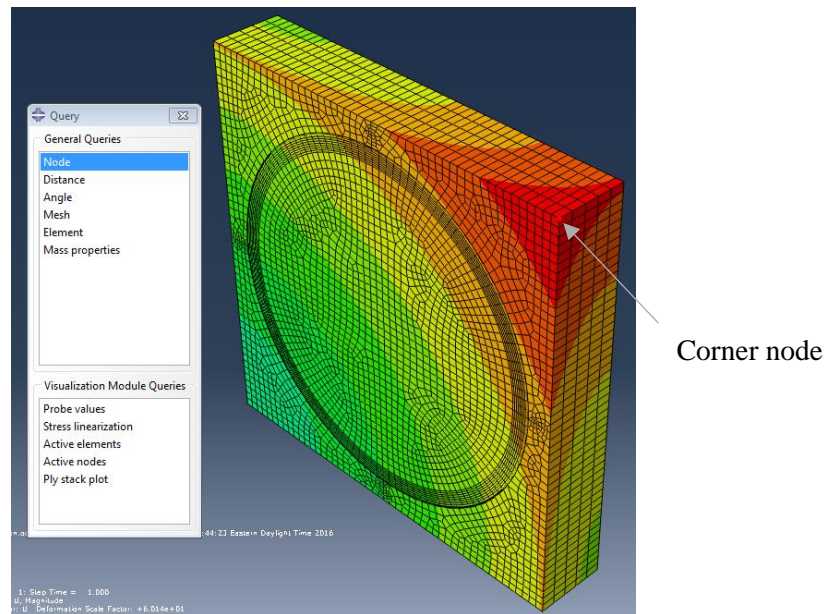 Query
General Queries
Node
Distance
Angle
Mesh
Element
Mass properties
Corner node
Visualization Module Queries
Probe values
Stress linearization
Active elements
Active nodes
Ply stack plot
:44:23 Eastern Daylight Time 2016
1: Step Time = 1.000
U, Magnitude
U Deformation Scale Factor: +6.014e+01